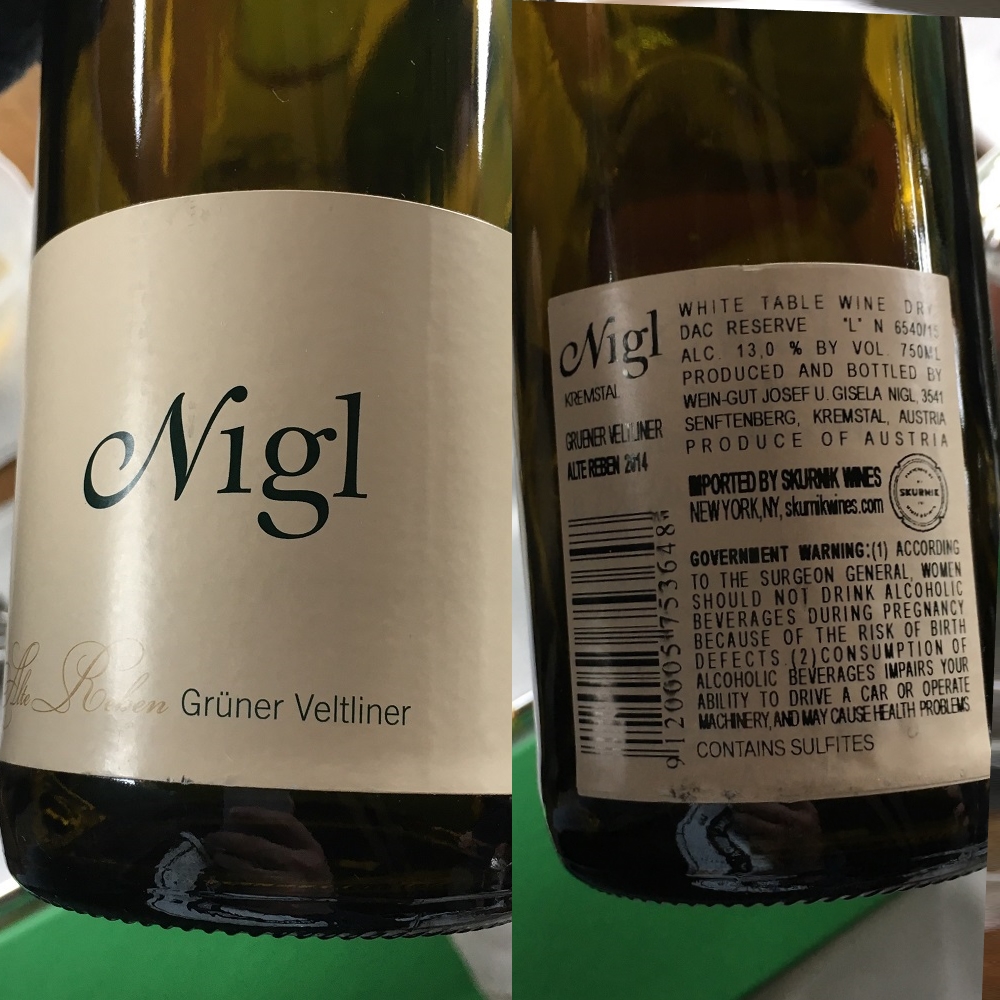 Nigl
Alte Reben Grüner Veltliner
Nigl
KREMSTAL
GRUENER VELTLINER
ALTE REBEN 2014
WHITE TABLE WINE DRY,
DAC RESERVE "L" N 6540/15
ALC. 13,0 % BY VOL. 750ML
PRODUCED AND BOTTLED BY
WEIN-GUT JOSEF U. GISELA NIGL, 3541
SENFTENBERG, KREMSTAL, AUSTRIA
PRODUCE OF AUSTRIA
IMPORTED BY SKURNIK WINES
NEW YORK, NY, skurnikwines.com
SKURNIK
GOVERNMENT WARNING:(1) ACCORDING
TO THE SURGEON GENERAL, WOMEN
SHOULD NOT DRINK ALCOHOLIC
BEVERAGES DURING PREGNANCY
BECAUSE OF THE RISK OF BIRTH
DEFECTS.(2)CONSUMPTION OF
ALCOHOLIC BEVERAGES IMPAIRS YOUR
ABILITY TO DRIVE A CAR OR OPERATE
MACHINERY, AND MAY CAUSE HEALTH PROBLEMS
CONTAINS SULFITES
9 120005 753648